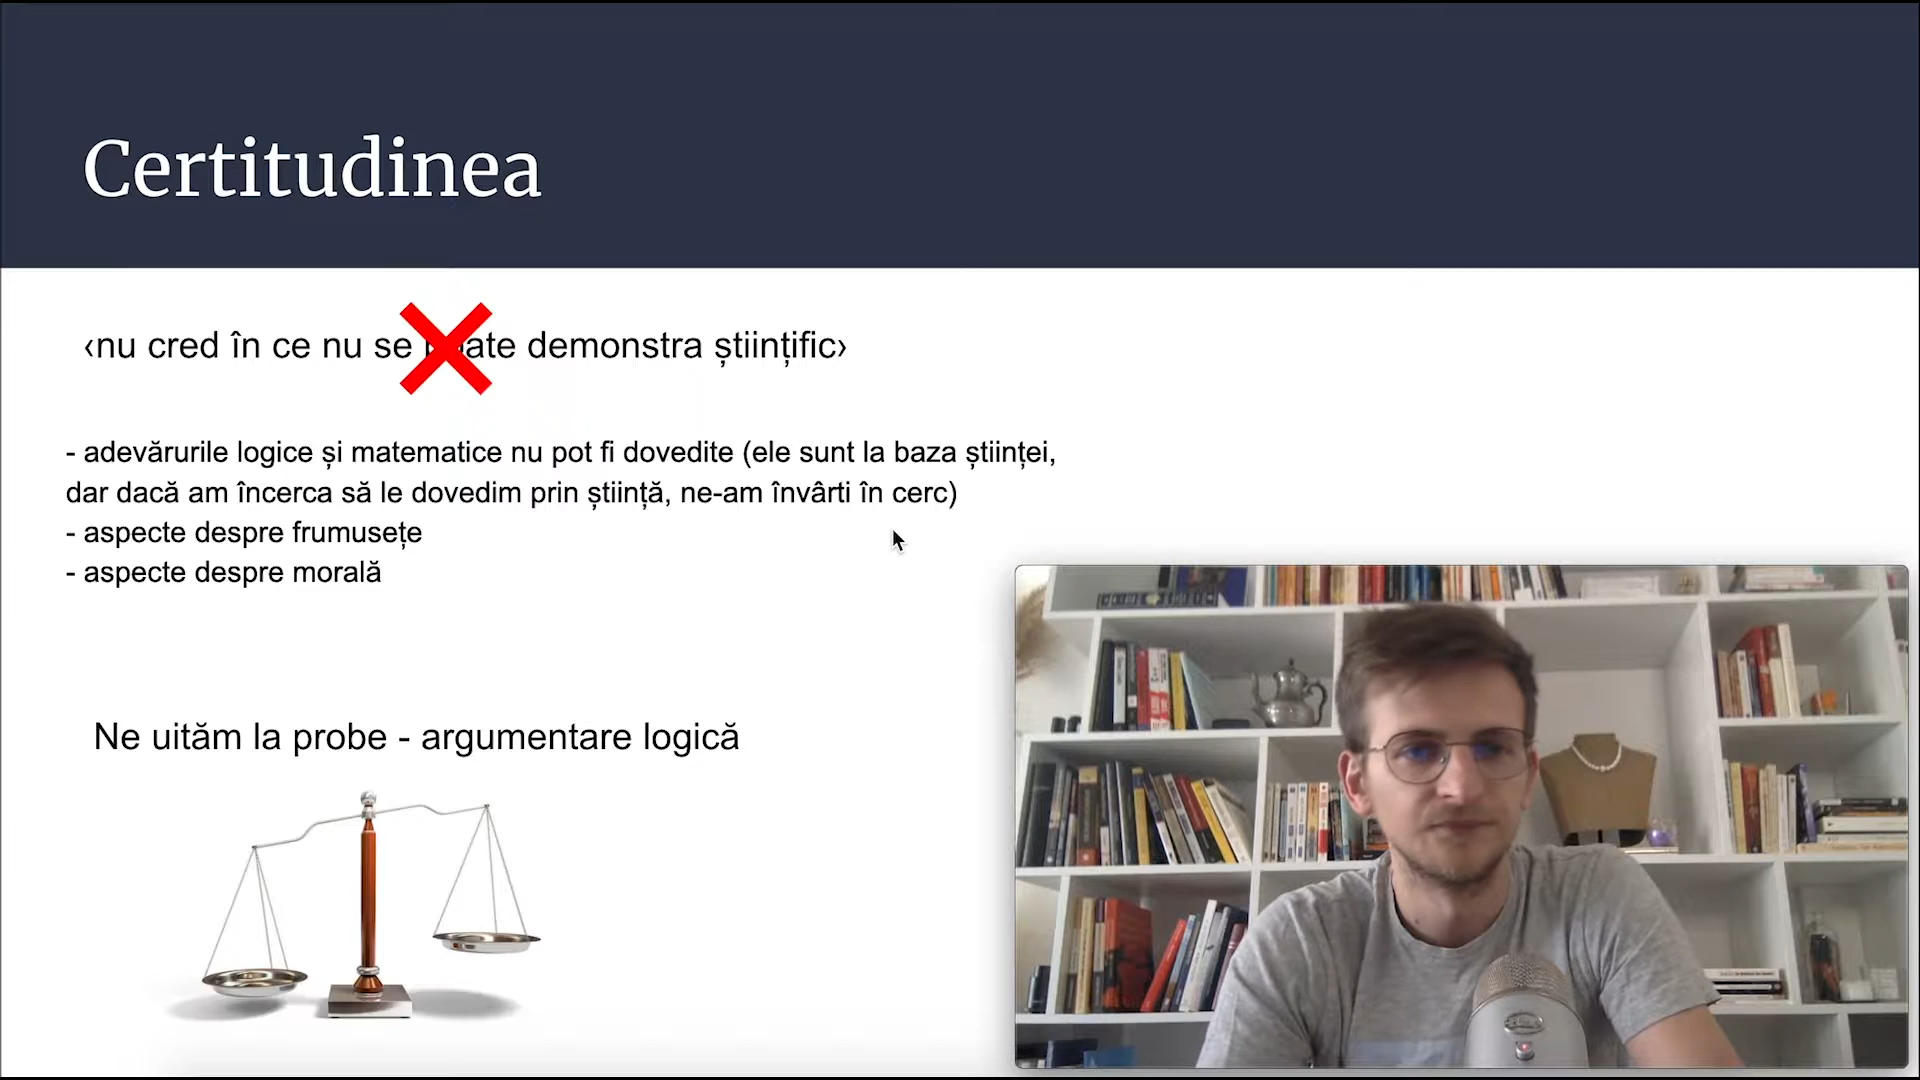 Certitudinea
‹nu cred în ce nu se poate demonstra științific›
- adevărurile logice și matematice nu pot fi dovedite (ele sunt la baza științei,
dar dacă am încerca să le dovedim prin știință, ne-am învârti în cerc)
- aspecte despre frumusețe
- aspecte despre morală
Ne uităm la probe - argumentare logică